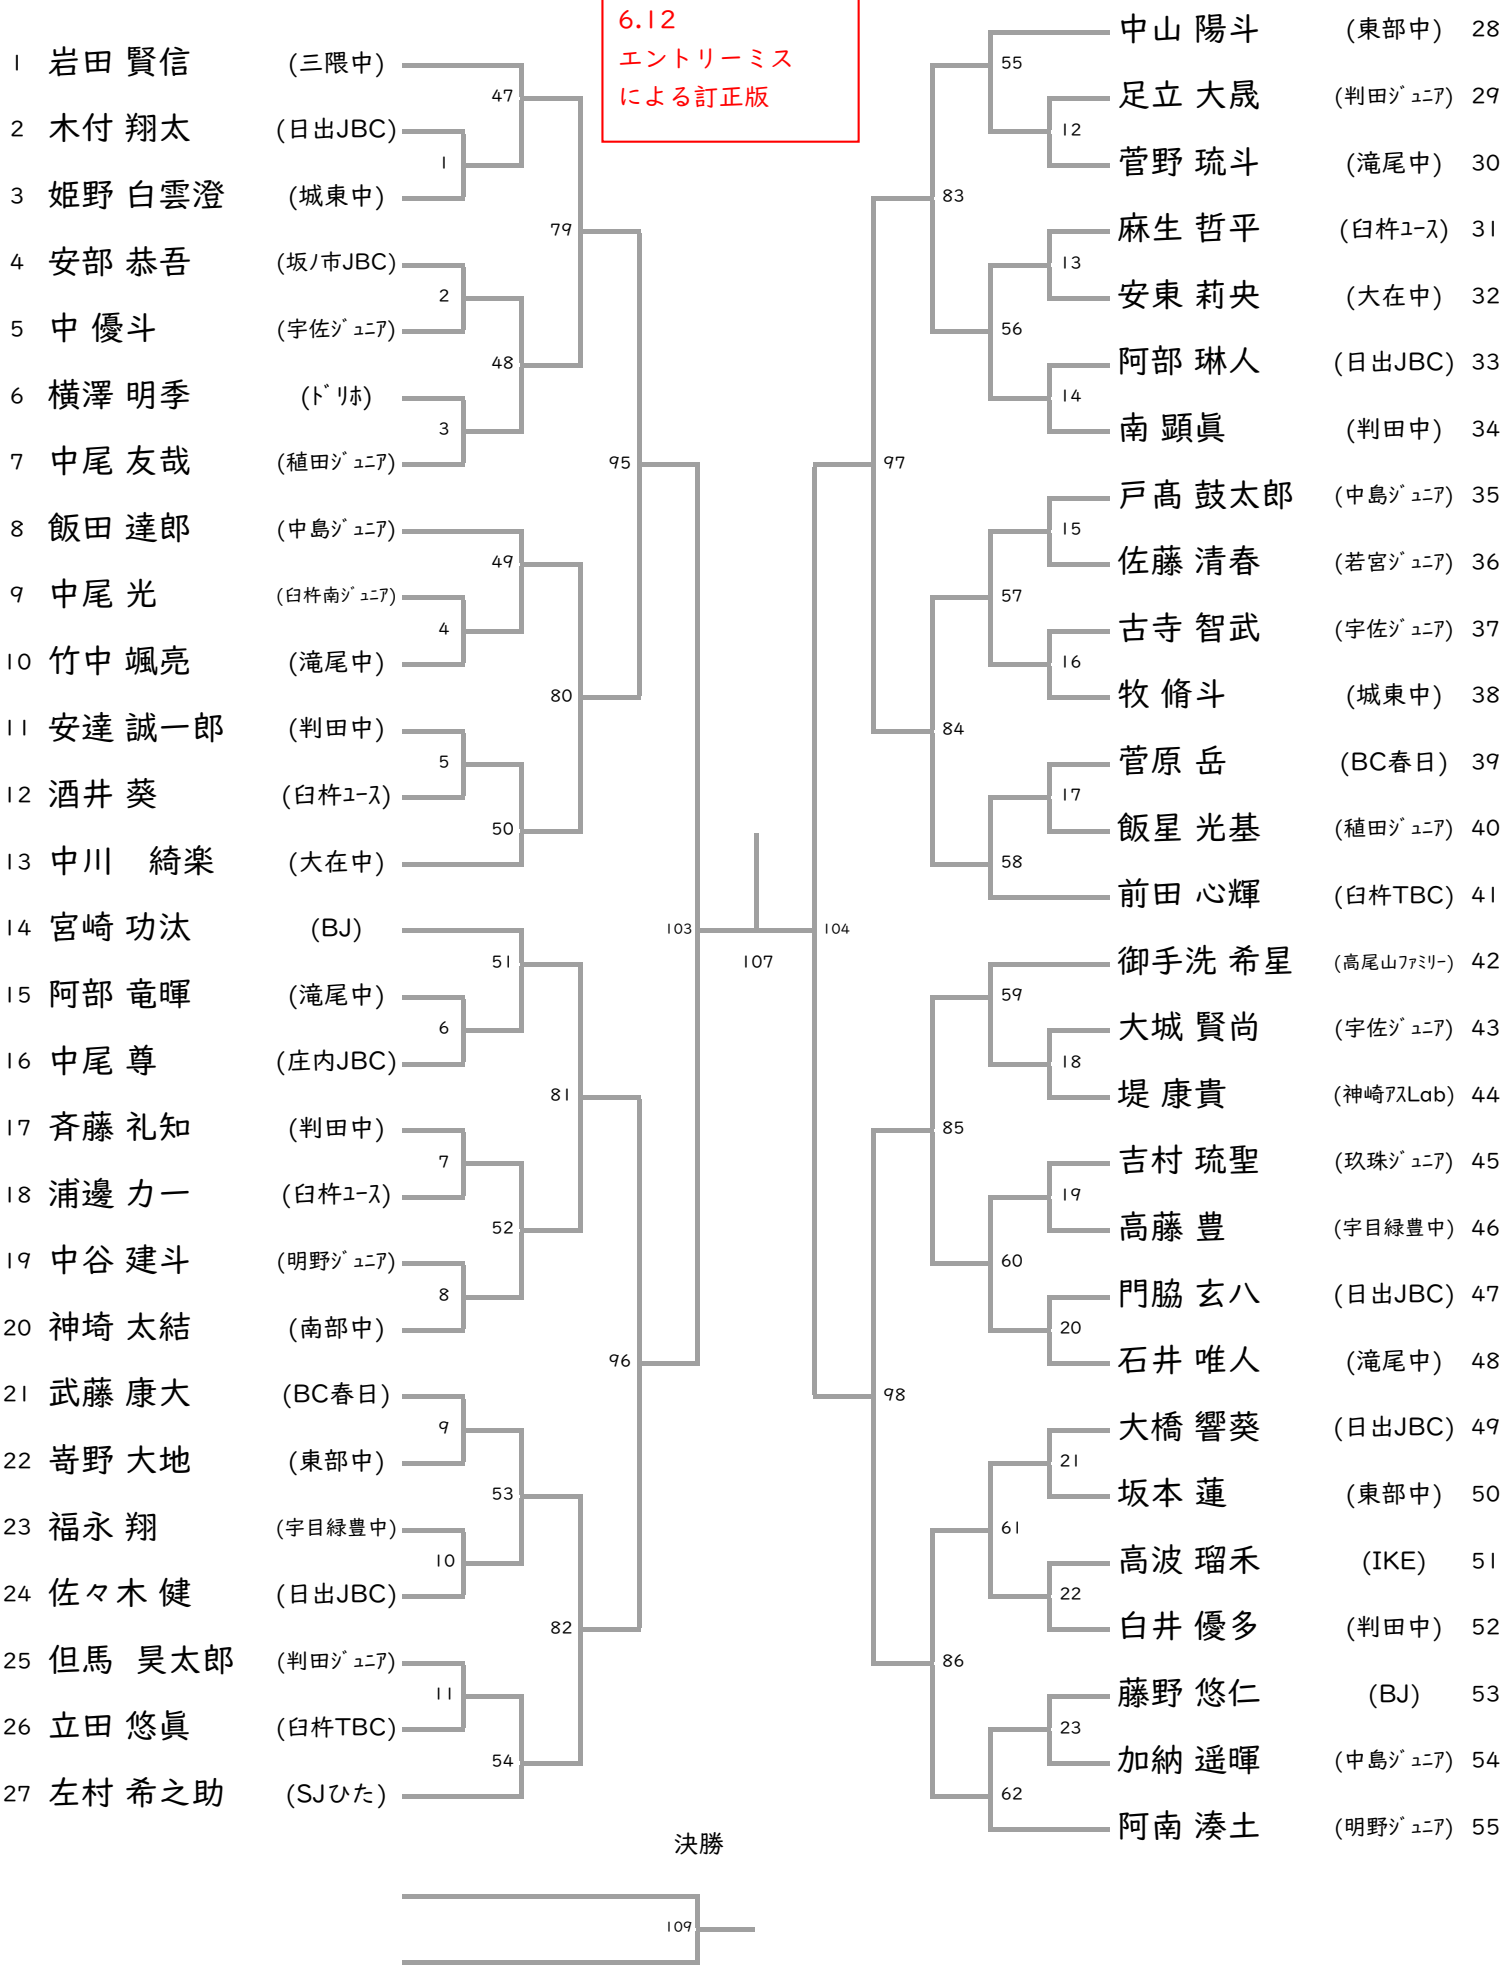 6.12
エントリーミス
による訂正版
1 岩田 賢信 (三隈中)
2 木付 翔太 (日出JBC)
3 姫野 白雲澄 (城東中)
4 安部 恭吾 (坂ノ市JBC)
5 中 優斗 (宇佐ｼﾞｭﾆｱ)
6 横澤 明季 (ﾄﾞﾘﾎ)
7 中尾 友哉 (稙田ｼﾞｭﾆｱ)
8 飯田 達郎 (中島ｼﾞｭﾆｱ)
9 中尾 光 (臼杵南ｼﾞｭﾆｱ)
10 竹中 颯亮 (滝尾中)
11 安達 誠一郎 (判田中)
12 酒井 葵 (臼杵ﾕｰｽ)
13 中川　綺楽 (大在中)
14 宮崎 功汰 (BJ)
15 阿部 竜暉 (滝尾中)
16 中尾 尊 (庄内JBC)
17 斉藤 礼知 (判田中)
18 浦邊 力一 (臼杵ﾕｰｽ)
19 中谷 建斗 (明野ｼﾞｭﾆｱ)
20 神埼 太結 (南部中)
21 武藤 康大 (BC春日)
22 嵜野 大地 (東部中)
23 福永 翔 (宇目緑豊中)
24 佐々木 健 (日出JBC)
25 但馬 昊太郎 (判田ｼﾞｭﾆｱ)
26 立田 悠眞 (臼杵TBC)
27 左村 希之助 (SJひた)
1
2
3
4
5
6
7
8
9
10
11
47
48
49
50
51
52
53
54
79
80
81
82
95
96
103
107
104
97
98
83
84
85
86
55
56
57
58
59
60
61
62
12
13
14
15
16
17
18
19
20
21
22
23
中山 陽斗 (東部中) 28
足立 大晟 (判田ｼﾞｭﾆｱ) 29
菅野 琉斗 (滝尾中) 30
麻生 哲平 (臼杵ﾕｰｽ) 31
安東 莉央 (大在中) 32
阿部 琳人 (日出JBC) 33
南 顕眞 (判田中) 34
戸髙 鼓太郎 (中島ｼﾞｭﾆｱ) 35
佐藤 清春 (若宮ｼﾞｭﾆｱ) 36
古寺 智武 (宇佐ｼﾞｭﾆｱ) 37
牧 脩斗 (城東中) 38
菅原 岳 (BC春日) 39
飯星 光基 (稙田ｼﾞｭﾆｱ) 40
前田 心輝 (臼杵TBC) 41
御手洗 希星 (高尾山ﾌｧﾐﾘｰ) 42
大城 賢尚 (宇佐ｼﾞｭﾆｱ) 43
堤 康貴 (神崎ｱｽLab) 44
吉村 琉聖 (玖珠ｼﾞｭﾆｱ) 45
高藤 豊 (宇目緑豊中) 46
門脇 玄八 (日出JBC) 47
石井 唯人 (滝尾中) 48
大橋 響葵 (日出JBC) 49
坂本 蓮 (東部中) 50
高波 瑠禾 (IKE) 51
白井 優多 (判田中) 52
藤野 悠仁 (BJ) 53
加納 遥暉 (中島ｼﾞｭﾆｱ) 54
阿南 湊土 (明野ｼﾞｭﾆｱ) 55
決勝
109